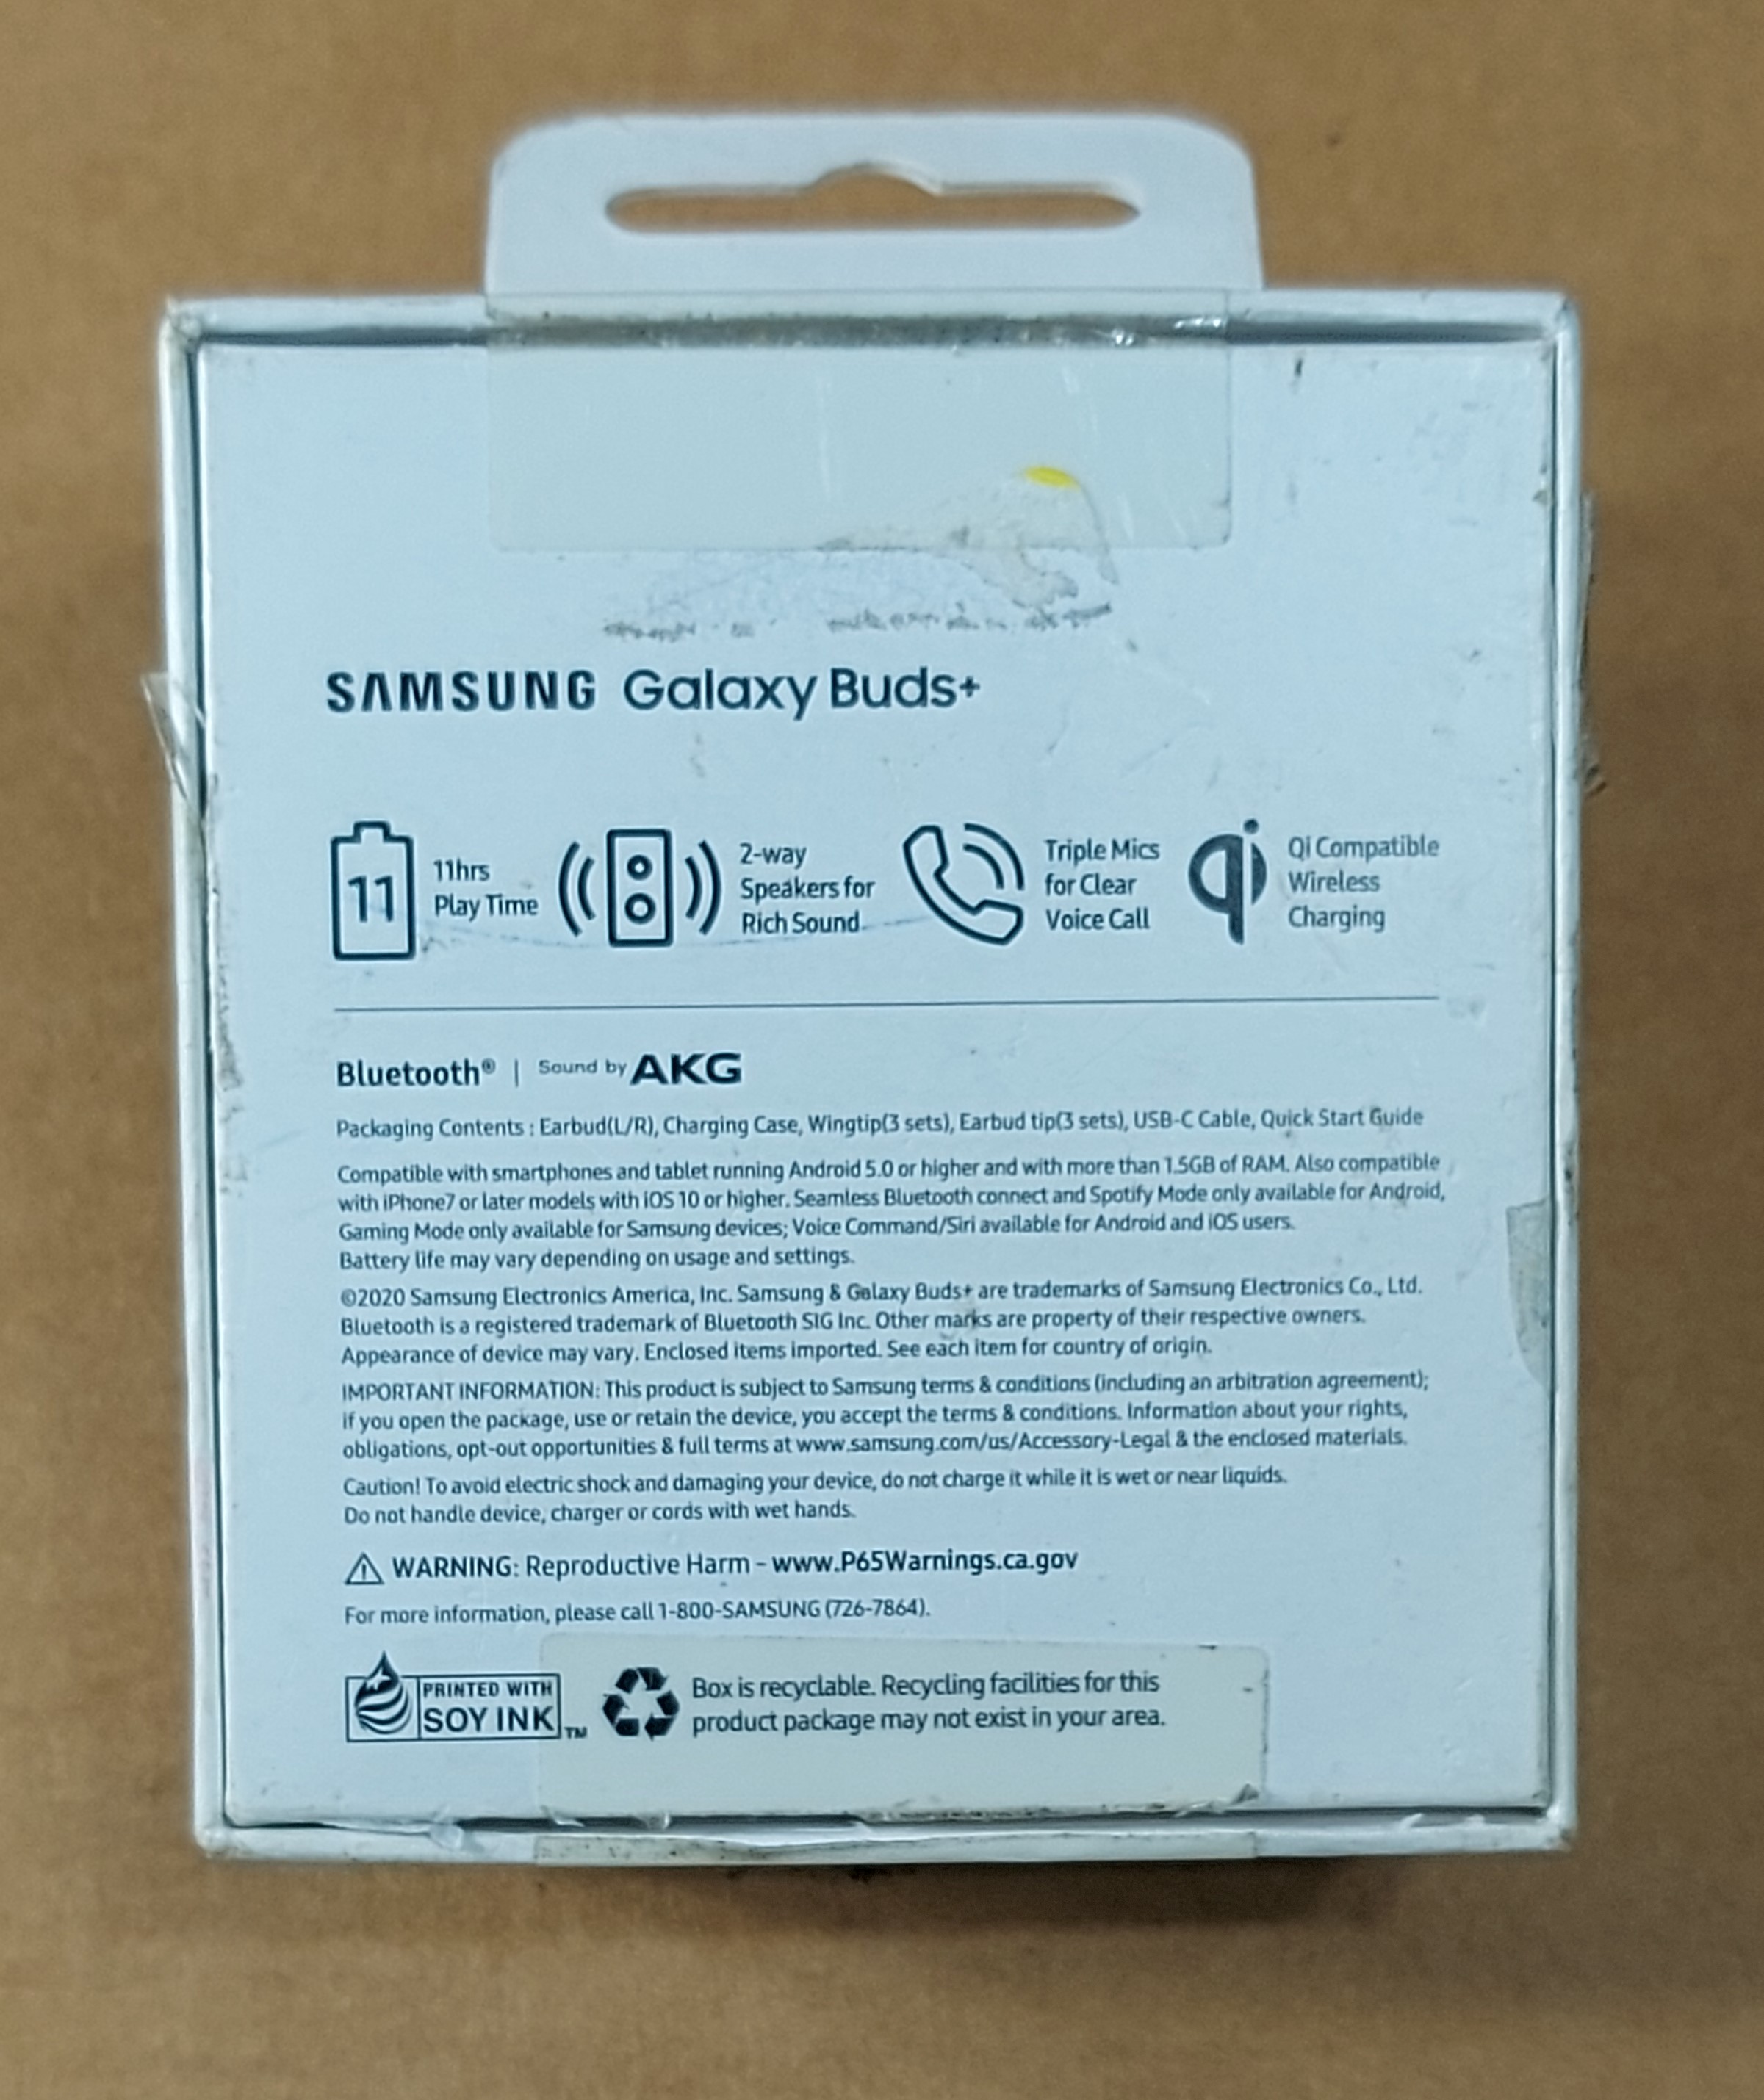 SAMSUNG Galaxy Buds+
11
11hrs
Play Time
2-way
Speakers for
Rich Sound
Triple Mics
for Clear
Voice Call
Qi Compatible
Wireless
Charging
Bluetooth® | Sound by AKG
Packaging Contents : Earbud(L/R), Charging Case, Wingtip(3 sets), Earbud tip(3 sets), USB-C Cable, Quick Start Guide
Compatible with smartphones and tablet running Android 5.0 or higher and with more than 1.5GB of RAM. Also compatible
with iPhone7 or later models with iOS 10 or higher. Seamless Bluetooth connect and Spotify Mode only available for Android,
Gaming Mode only available for Samsung devices; Voice Command/Siri available for Android and iOS users.
Battery life may vary depending on usage and settings.
©2020 Samsung Electronics America, Inc. Samsung & Galaxy Buds+ are trademarks of Samsung Electronics Co., Ltd.
Bluetooth is a registered trademark of Bluetooth SIG Inc. Other marks are property of their respective owners.
Appearance of device may vary. Enclosed items imported. See each item for country of origin.
IMPORTANT INFORMATION: This product is subject to Samsung terms & conditions (including an arbitration agreement);
if you open the package, use or retain the device, you accept the terms & conditions. Information about your rights,
obligations, opt-out opportunities & full terms at www.samsung.com/us/Accessory-Legal & the enclosed materials.
Caution! To avoid electric shock and damaging your device, do not charge it while it is wet or near liquids.
Do not handle device, charger or cords with wet hands.
WARNING: Reproductive Harm - www.P65Warnings.ca.gov
For more information, please call 1-800-SAMSUNG (726-7864).
PRINTED WITH
SOY INK TM
Box is recyclable. Recycling facilities for this
product package may not exist in your area.